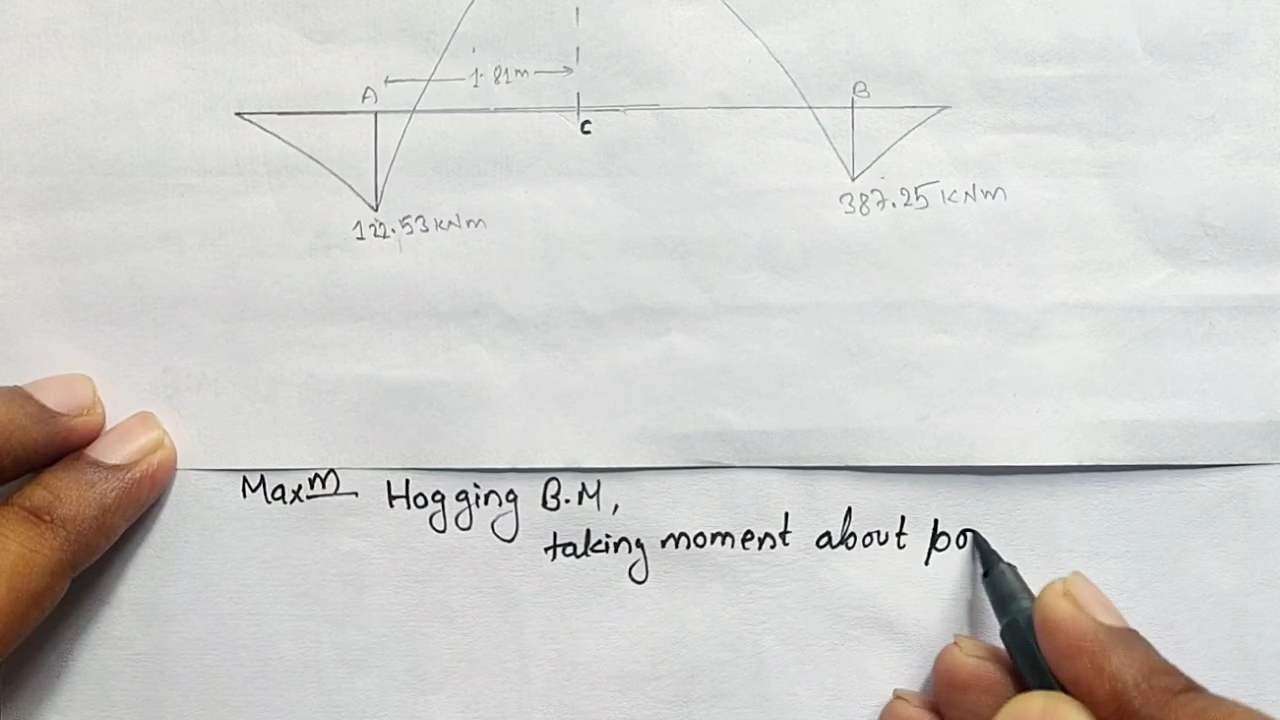 1.81m
A
B
C
122.53 KNm
387.25 KNm
Maxm Hogging B.M,
taking moment about po